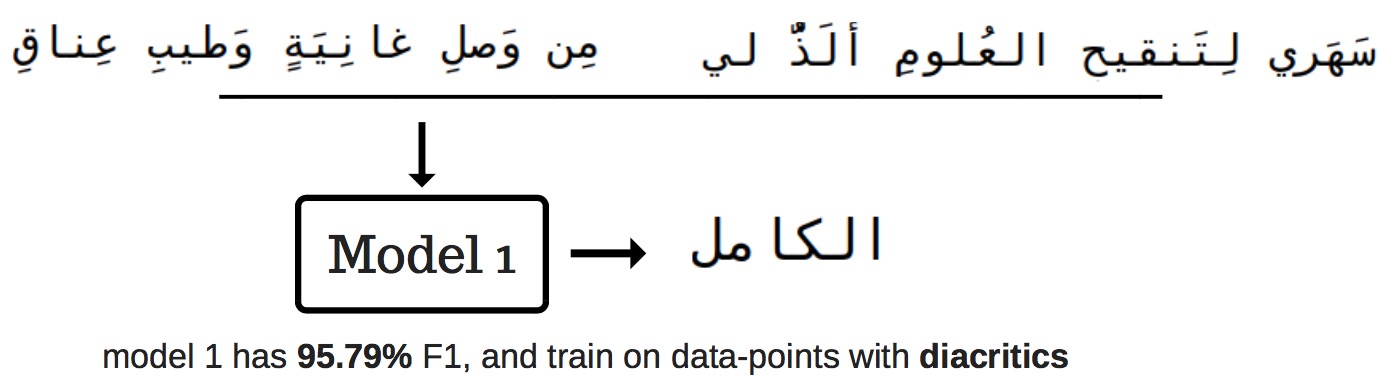 سَهَري لِتَنقيح العُلومِ ألَذُّ لي مِن وَصلِ غانِيَةٍ وَطيبِ عِناقِ
Model 1
الكامل
model 1 has 95.79% F1, and train on data-points with diacritics